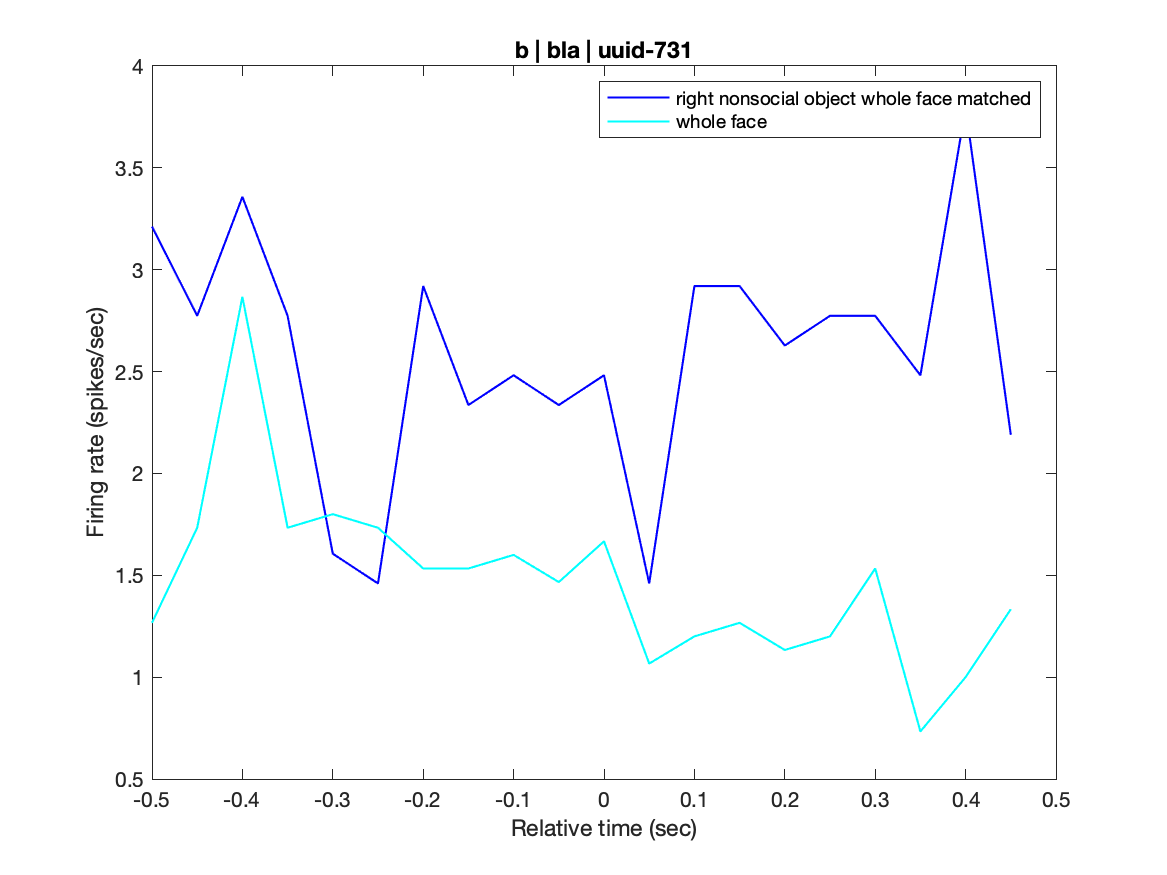 b | bla | uuid-731
right nonsocial object whole face matched
whole face
Firing rate (spikes/sec)
4
3.5
3
2.5
2
1.5
1
0.5
-0.5 -0.4 -0.3 -0.2 -0.1 0 0.1 0.2 0.3 0.4 0.5
Relative time (sec)